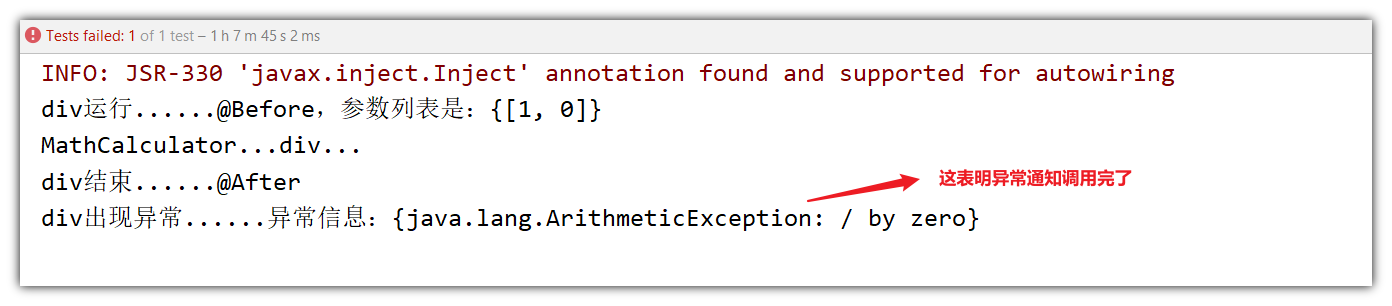 Tests failed: 1 of 1 test – 1 h 7 m 45 s 2 ms
INFO: JSR-330 'javax.inject.Inject' annotation found and supported for autowiring
div运行......@Before，参数列表是：{[1, 0]}
MathCalculator...div...
div结束......@After
这表明异常通知调用完了
div出现异常......异常信息：{java.lang.ArithmeticException: / by zero}